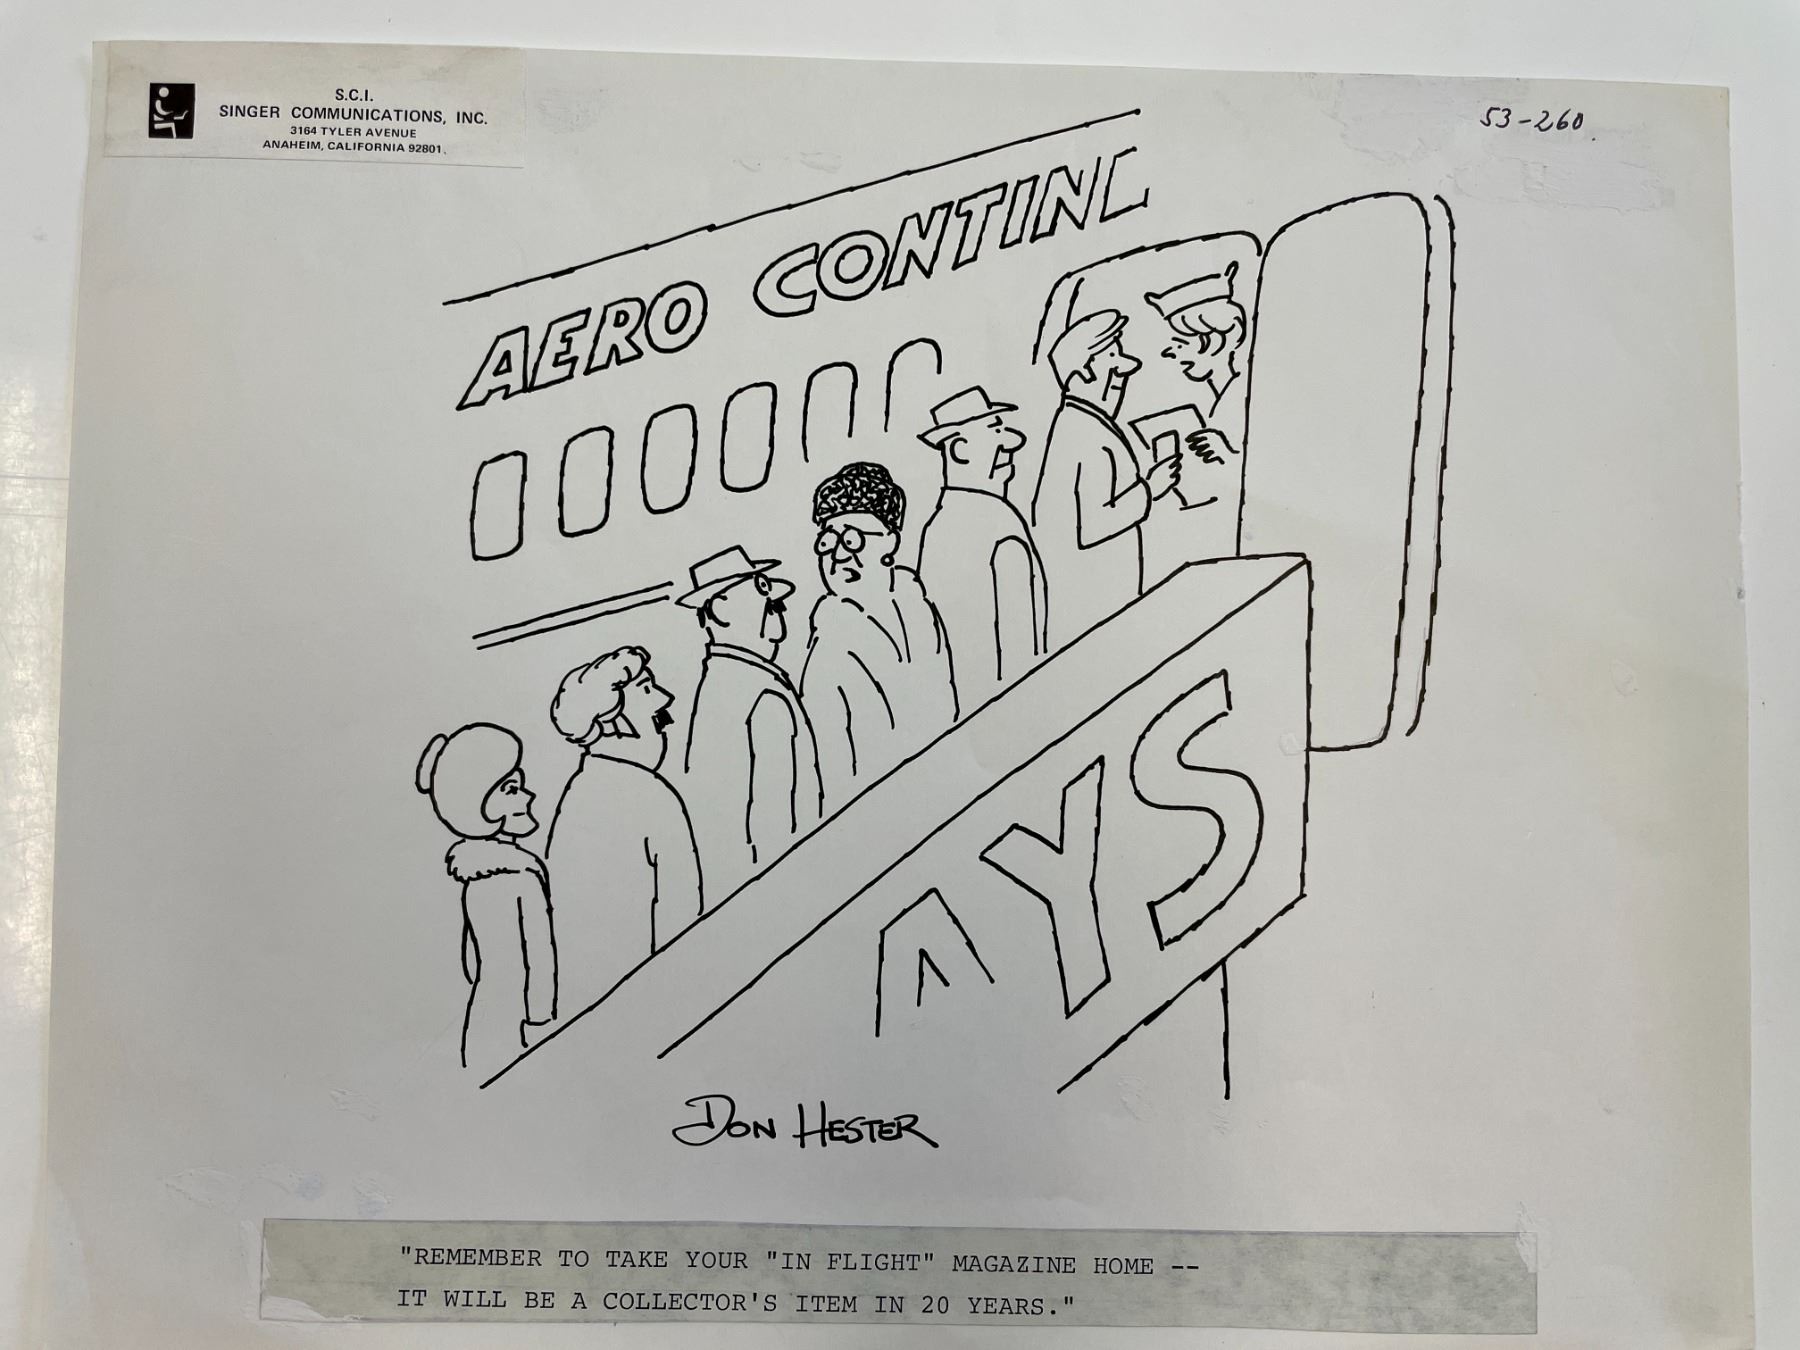 S.C.I.
SINGER COMMUNICATIONS, INC.
3164 TYLER AVENUE
ANAHEIM, CALIFORNIA 92801.
53-260.
AERO CONTINE
AYS
DON HESTER
"REMEMBER TO TAKE YOUR "IN FLIGHT" MAGAZINE HOME --
IT WILL BE A COLLECTOR'S ITEM IN 20 YEARS."